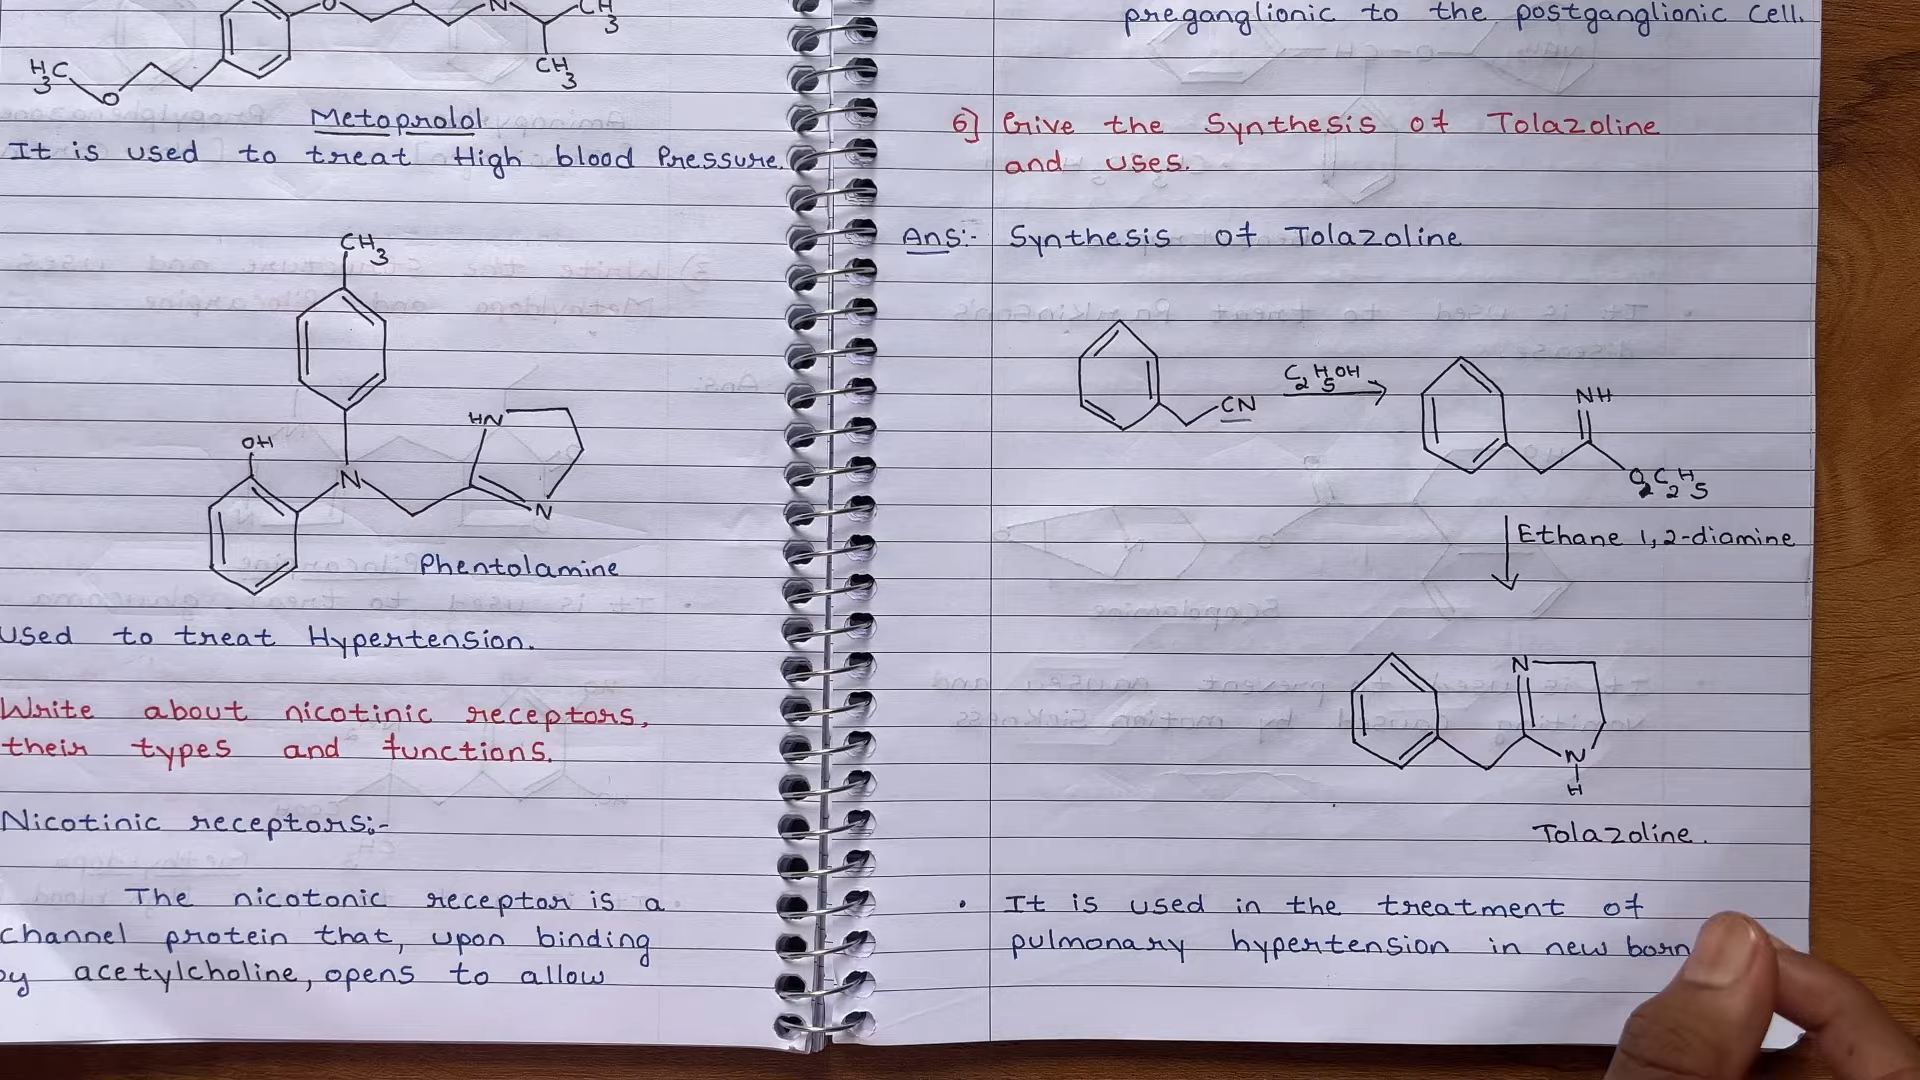 N
CH3
O
H3C
O
CH3
Metoprolol
It is used to treat High blood Pressure.
CH3
HN
OH
N
N
Phentolamine
used to treat Hypertension.
Write about nicotinic receptors,
their types and functions.
Nicotinic receptors:-
The nicotonic receptor is a
channel protein that, upon binding
by acetylcholine, opens to allow
preganglionic to the postganglionic cell.
6] Give the Synthesis of Tolazoline
and uses.
Ans:- Synthesis of Tolazoline
C2H5OH
CN
NH
O2C2H5
Ethane 1,2-diamine
N
N
H
Tolazoline.
• It is used in the treatment of
pulmonary hypertension in new born